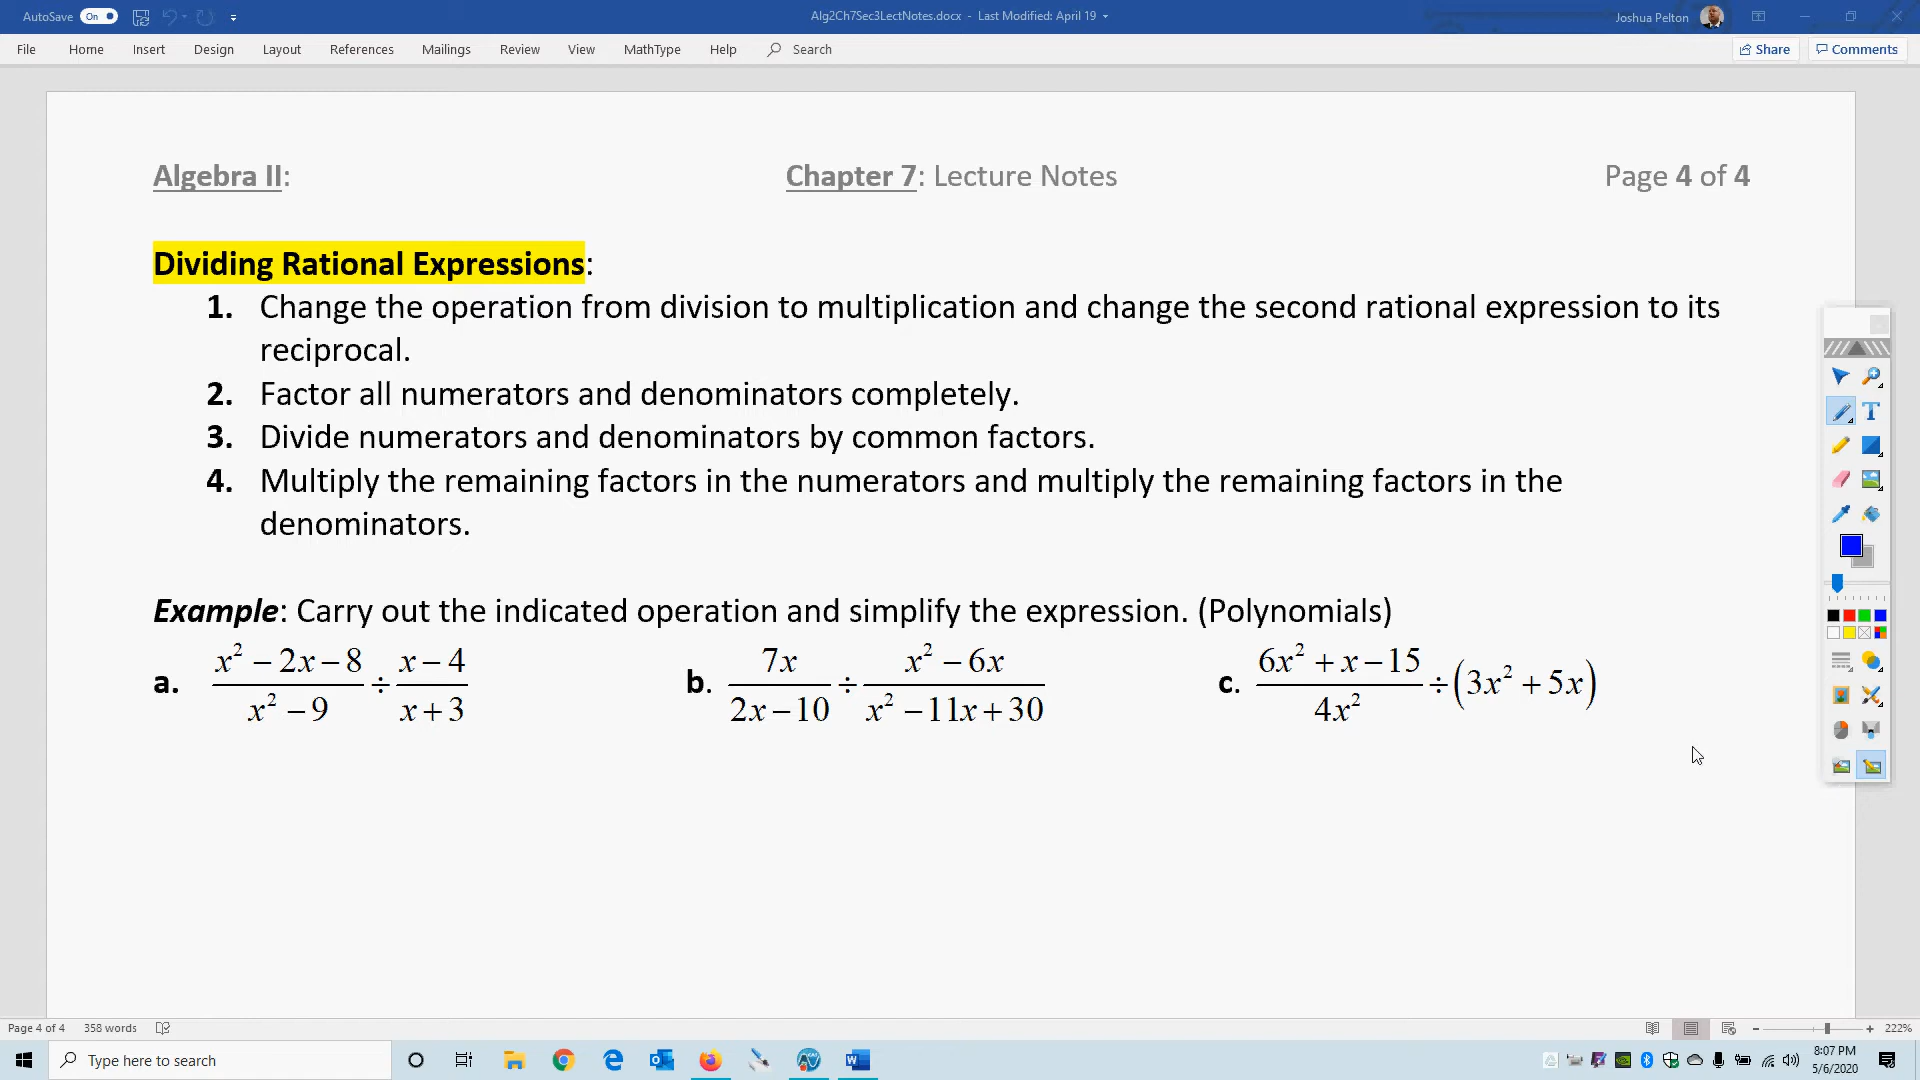 AutoSave On Alg2Ch7Sec3LectNotes.docx - Last Modified: April 19 Joshua Pelton
File Home Insert Design Layout References Mailings Review View MathType Help Search Share Comments
Algebra II: Chapter 7: Lecture Notes Page 4 of 4
Dividing Rational Expressions:
1. Change the operation from division to multiplication and change the second rational expression to its
reciprocal.
2. Factor all numerators and denominators completely.
3. Divide numerators and denominators by common factors.
4. Multiply the remaining factors in the numerators and multiply the remaining factors in the
denominators.
Example: Carry out the indicated operation and simplify the expression. (Polynomials)
a. (x² − 2x − 8)/(x² − 9) ÷ (x − 4)/(x + 3) b. 7x/(2x − 10) ÷ (x² − 6x)/(x² − 11x + 30) c. (6x² + x − 15)/(4x²) ÷ (3x² + 5x)
Page 4 of 4 358 words 222%
Type here to search 8:07 PM
5/6/2020